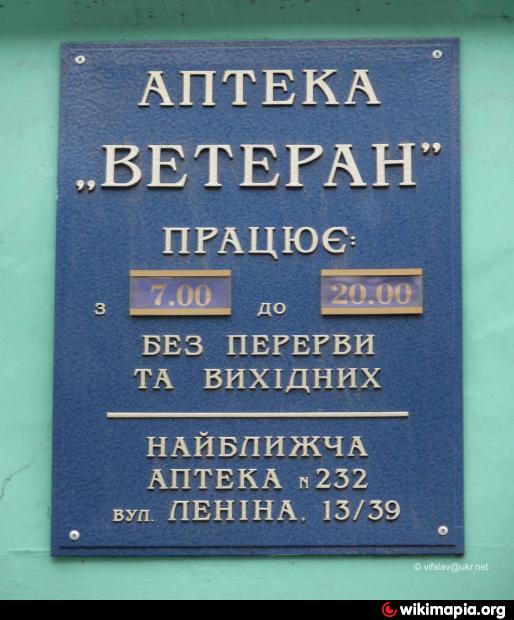 АПТЕКА
„ВЕТЕРАН”
ПРАЦЮЄ:
З 7.00 ДО 20.00
БЕЗ ПЕРЕРВИ
ТА ВИХІДНИХ
НАЙБЛИЖЧА
АПТЕКА N 232
ВУЛ. ЛЕНІНА, 13/39
© vifslav@ukr.net
wikimapia.org